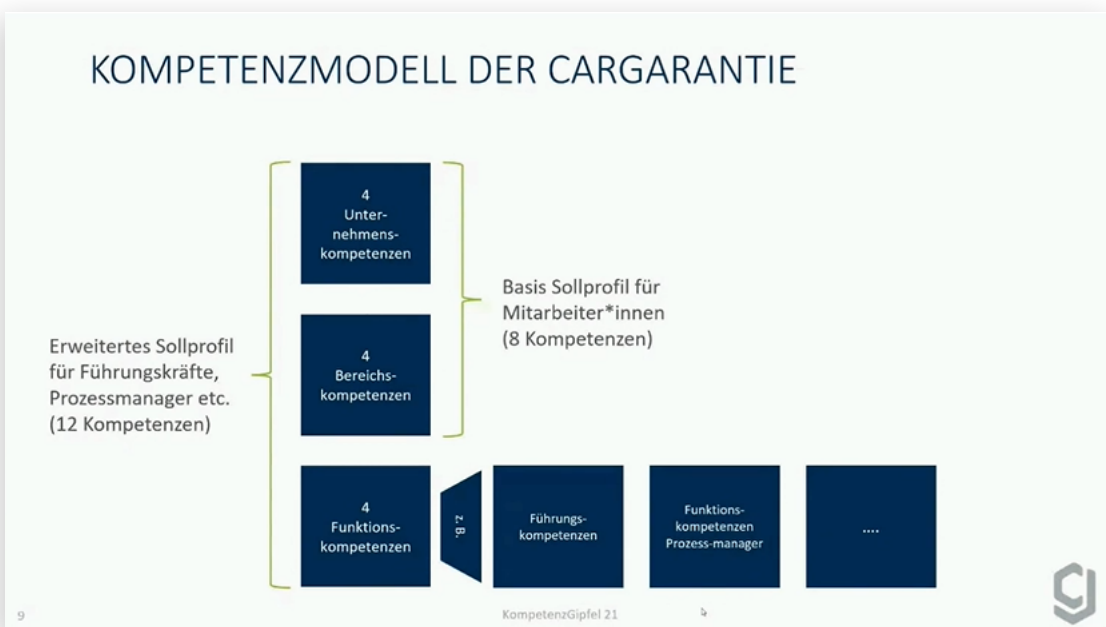 KOMPETENZMODELL DER CARGARANTIE
4
Unter-
nehmens-
kompetenzen
Basis Sollprofil für
Mitarbeiter*innen
(8 Kompetenzen)
Erweitertes Sollprofil
für Führungskräfte,
Prozessmanager etc.
(12 Kompetenzen)
4
Bereichs-
kompetenzen
4
Funktions-
kompetenzen
z. B.
Führungs-
kompetenzen
Funktions-
kompetenzen
Prozess-manager
....
9
KompetenzGipfel 21